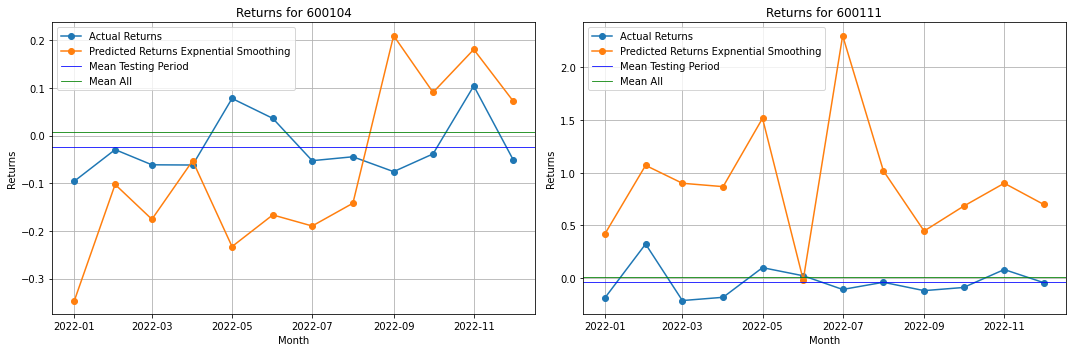 Returns for 600104
Actual Returns
Predicted Returns Expnential Smoothing
Mean Testing Period
Mean All
0.2
0.1
0.0
−0.1
−0.2
−0.3
Returns
2022-01 2022-03 2022-05 2022-07 2022-09 2022-11
Month
Returns for 600111
Actual Returns
Predicted Returns Expnential Smoothing
Mean Testing Period
Mean All
2.0
1.5
1.0
0.5
0.0
Returns
2022-01 2022-03 2022-05 2022-07 2022-09 2022-11
Month